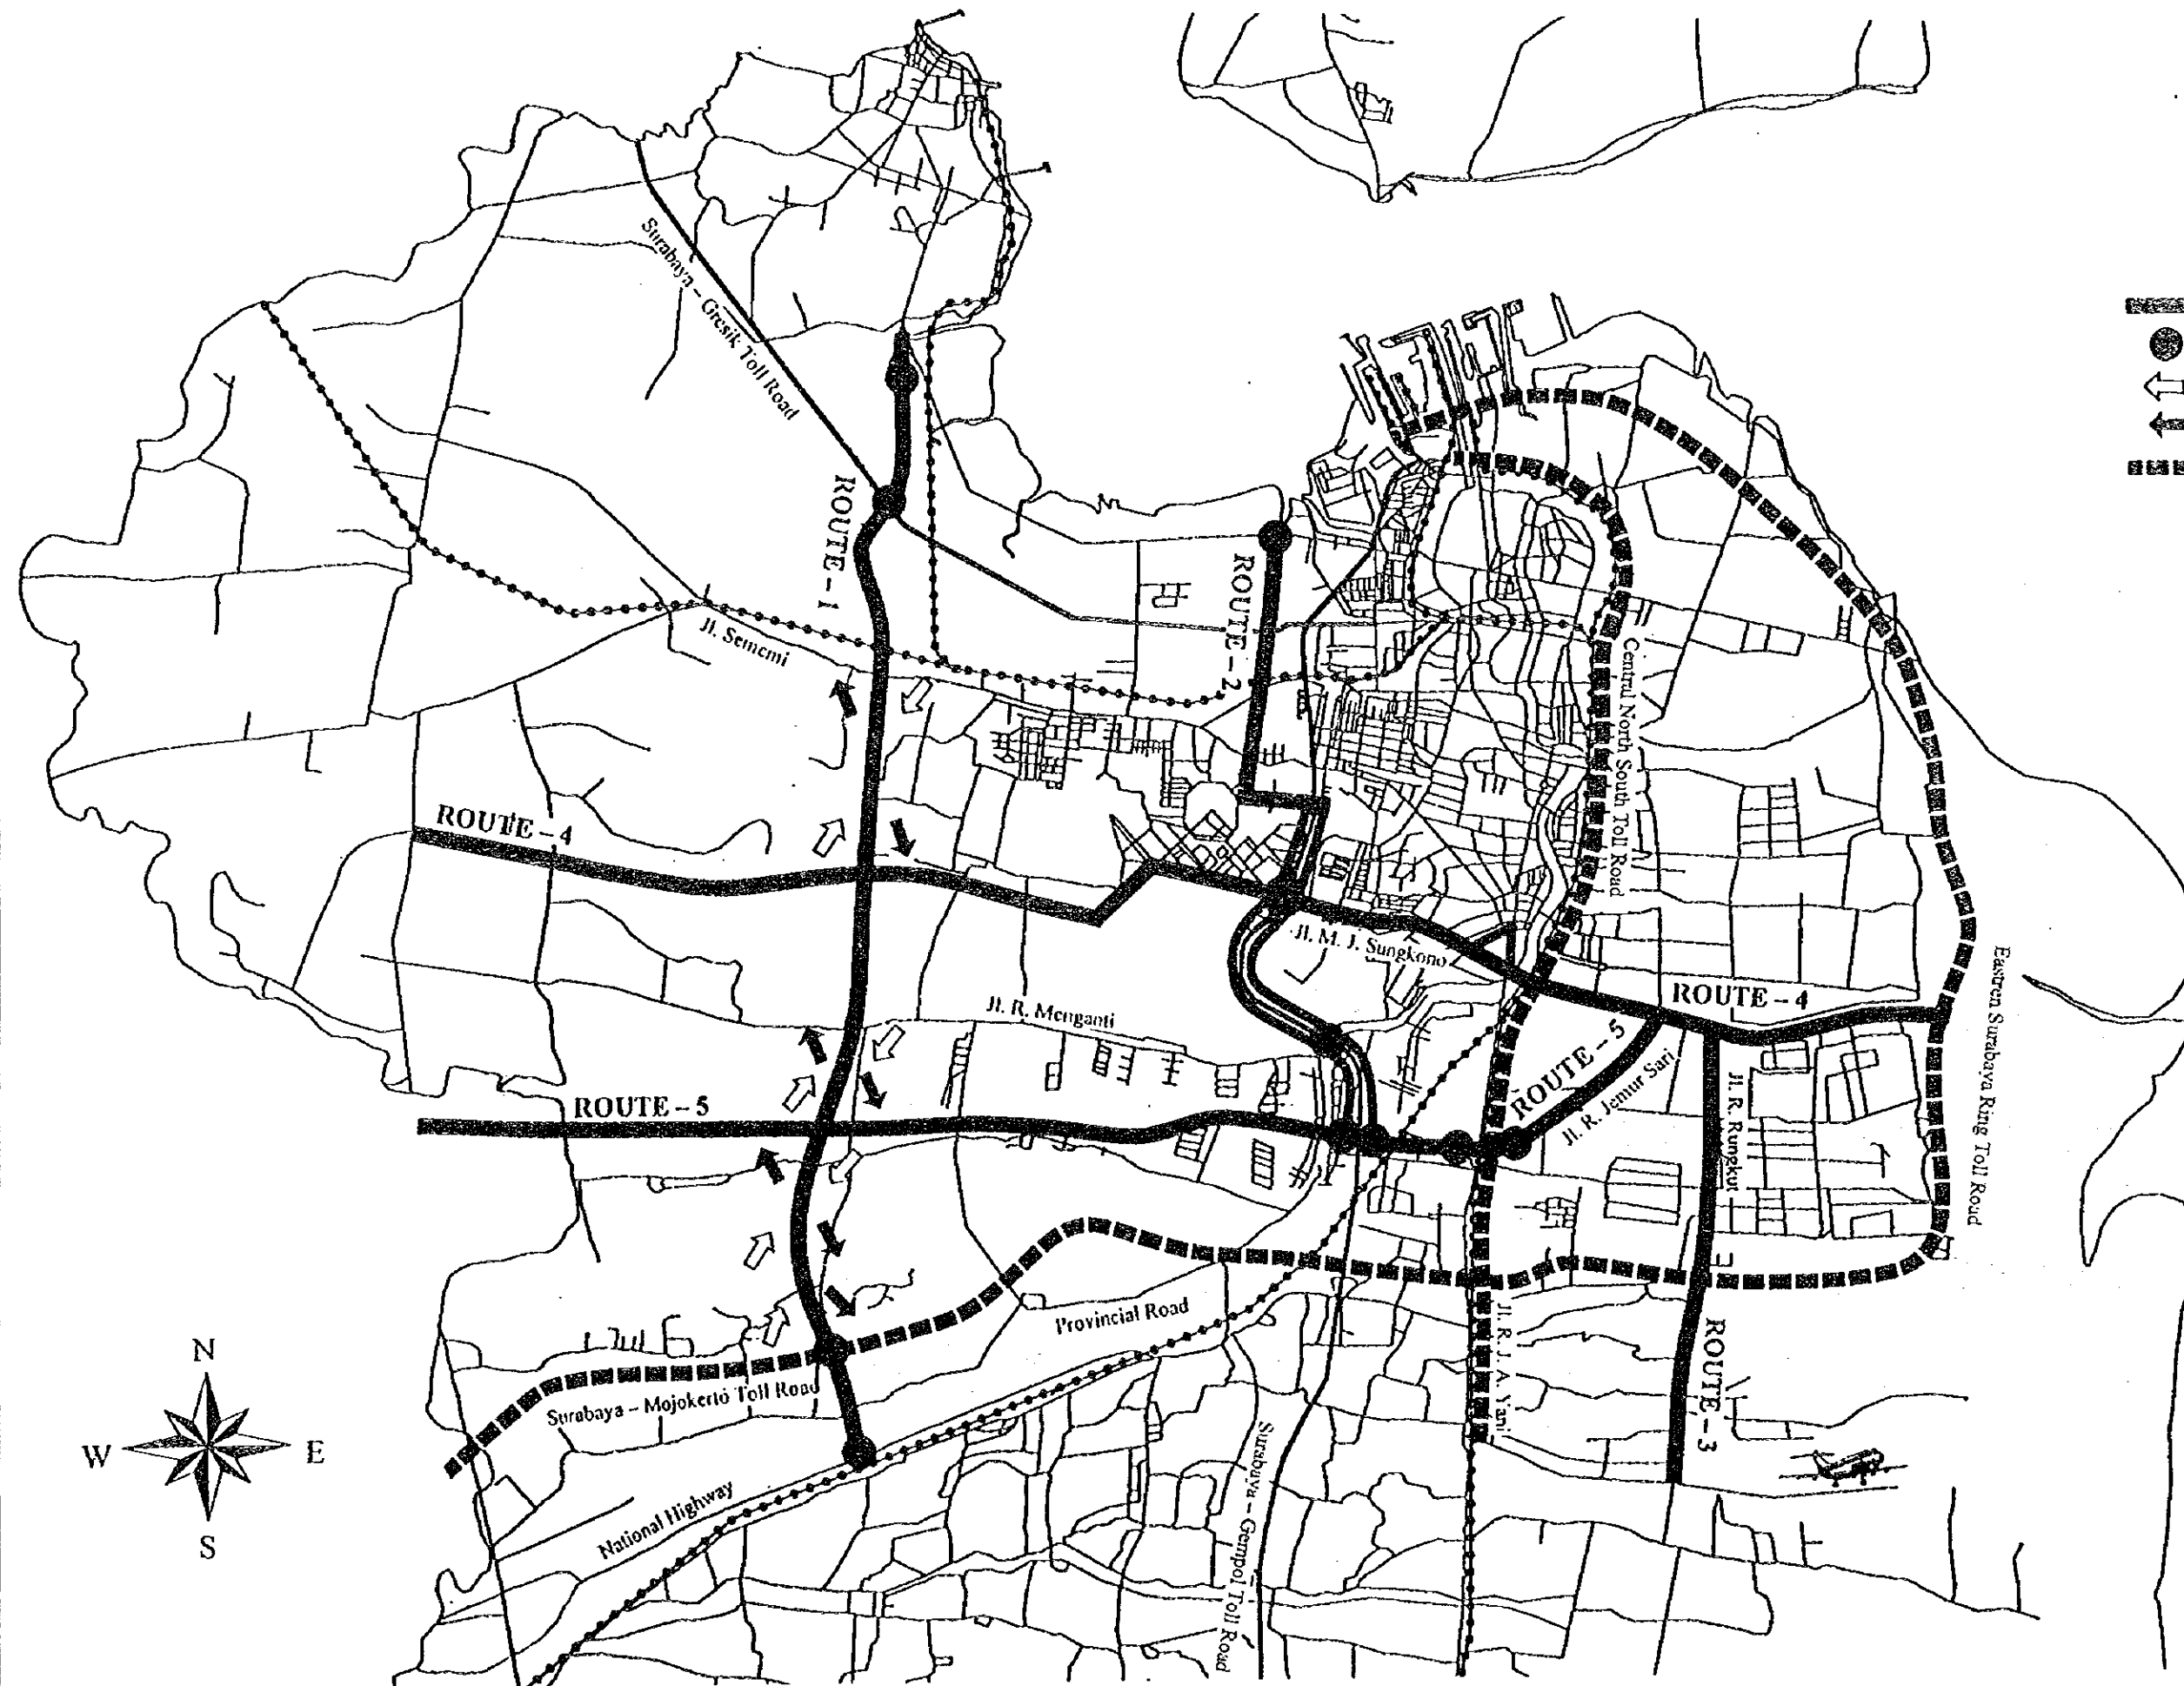 Surabaya – Gresik Toll Road
ROUTE – 1
ROUTE – 2
Jl. Sememi
Central North South Toll Road
ROUTE – 4
Jl. M. J. Sungkono
Eastren Surabaya Ring Toll Road
ROUTE – 4
Jl. R. Menganti
ROUTE – 5
Jl. R. Jemur Sari
Jl. R. Rungkut
ROUTE – 5
Provincial Road
Jl. R. J. A. Yani
ROUTE – 3
Surabaya – Mojokerto Toll Road
National Highway
Surabaya – Gempol Toll Road
N
W
E
S